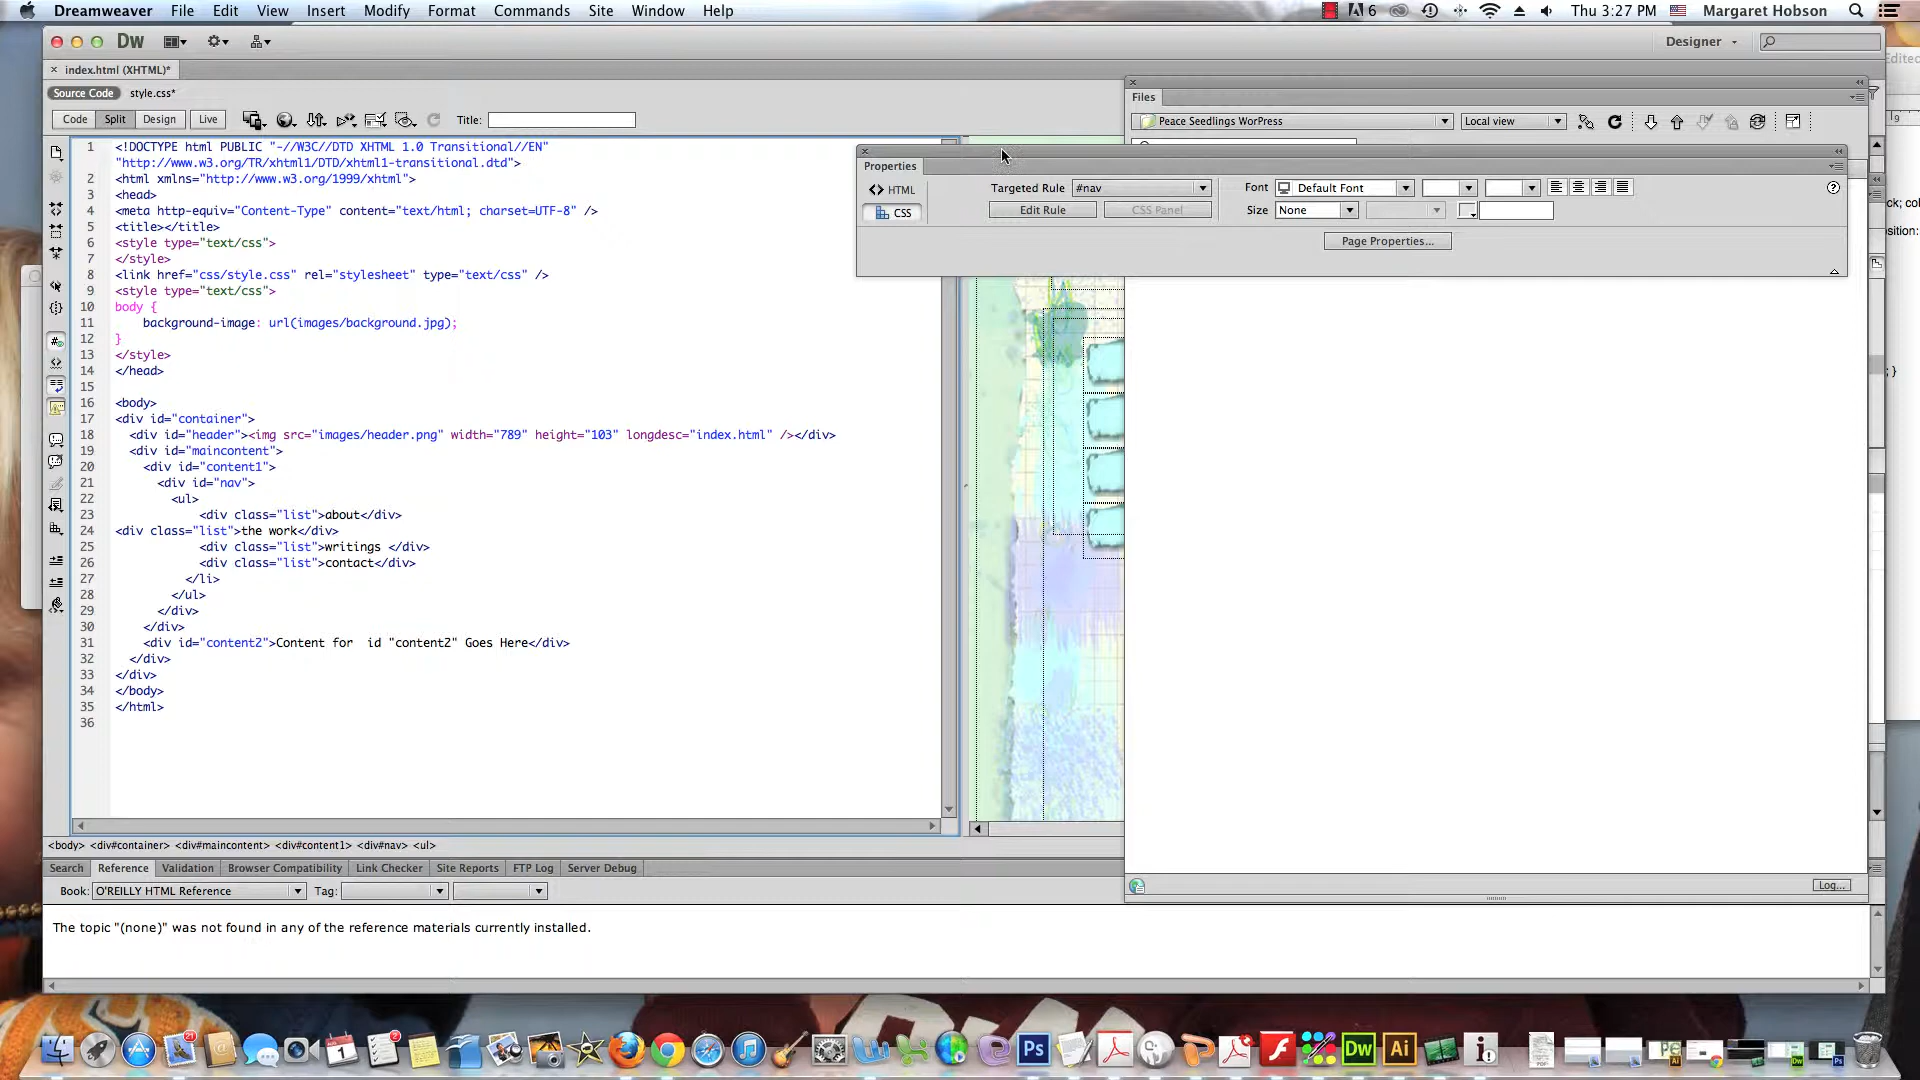 Dreamweaver File Edit View Insert Modify Format Commands Site Window Help
6 Thu 3:27 PM Margaret Hobson
Dw Designer
Edited
index.html (XHTML)*
Source Code style.css*
Files
Code Split Design Live Title:
Peace Seedlings WorPress Local view
Properties
HTML Targeted Rule #nav Font Default Font
CSS Edit Rule CSS Panel Size None
Page Properties...
1 <!DOCTYPE html PUBLIC "-//W3C//DTD XHTML 1.0 Transitional//EN"
"http://www.w3.org/TR/xhtml1/DTD/xhtml1-transitional.dtd">
2 <html xmlns="http://www.w3.org/1999/xhtml">
3 <head>
4 <meta http-equiv="Content-Type" content="text/html; charset=UTF-8" />
5 <title></title>
6 <style type="text/css">
7 </style>
8 <link href="css/style.css" rel="stylesheet" type="text/css" />
9 <style type="text/css">
10 body {
11 background-image: url(images/background.jpg);
12 }
13 </style>
14 </head>
15
16 <body>
17 <div id="container">
18 <div id="header"><img src="images/header.png" width="789" height="103" longdesc="index.html" /></div>
19 <div id="maincontent">
20 <div id="content1">
21 <div id="nav">
22 <ul>
23 <div class="list">about</div>
24 <div class="list">the work</div>
25 <div class="list">writings </div>
26 <div class="list">contact</div>
27 </li>
28 </ul>
29 </div>
30 </div>
31 <div id="content2">Content for  id "content2" Goes Here</div>
32 </div>
33 </div>
34 </body>
35 </html>
36
<body> <div#container> <div#maincontent> <div#content1> <div#nav> <ul>
Search Reference Validation Browser Compatibility Link Checker Site Reports FTP Log Server Debug
Log...
Book: O'REILLY HTML Reference Tag:
The topic "(none)" was not found in any of the reference materials currently installed.
21 1 2 Ps Dw Ai